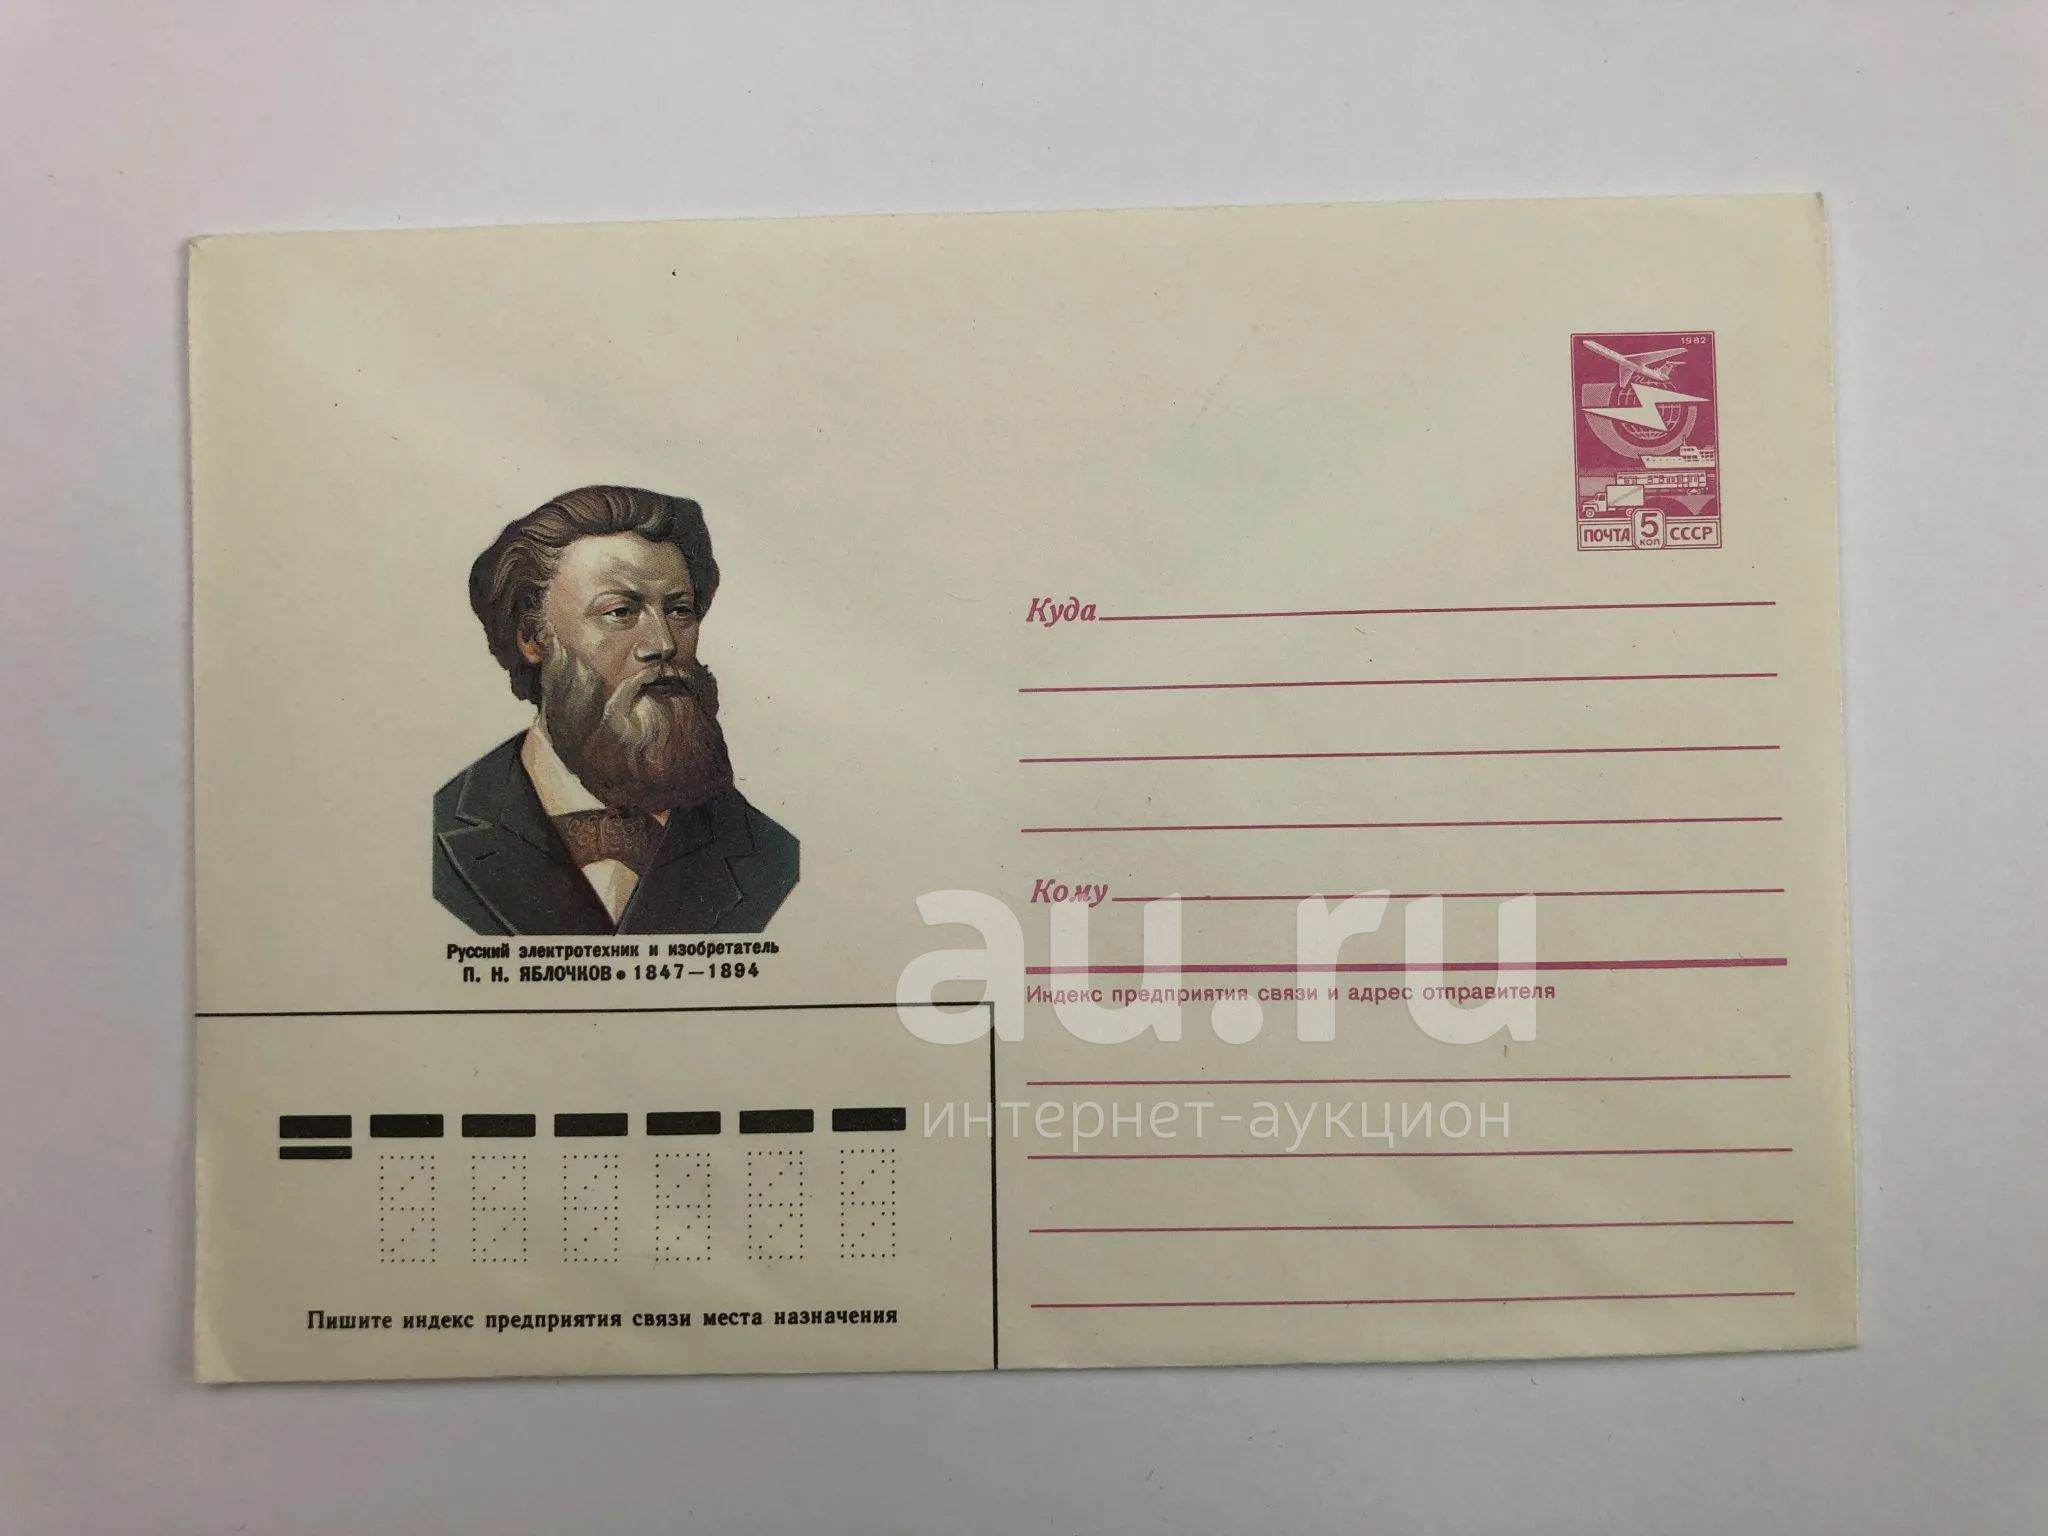 1982
ПОЧТА 5 КОП СССР
Куда
Кому
Русский электротехник и изобретатель
П. Н. ЯБЛОЧКОВ • 1847—1894
Индекс предприятия связи и адрес отправителя
au.ru
интернет-аукцион
Пишите индекс предприятия связи места назначения